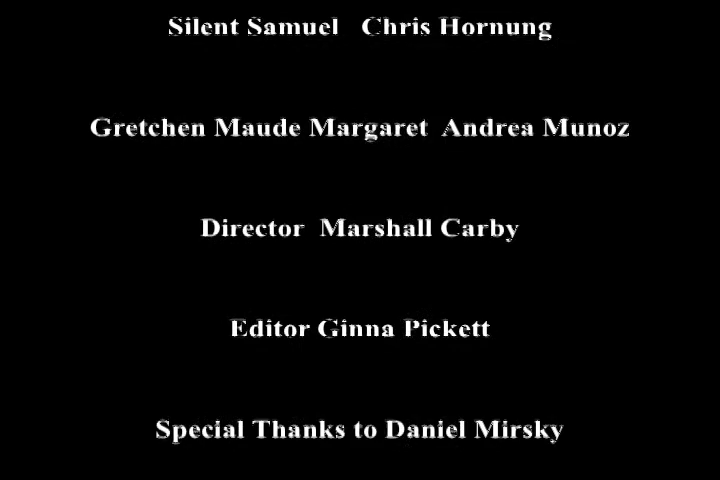 Silent Samuel   Chris Hornung
Gretchen Maude Margaret  Andrea Munoz
Director  Marshall Carby
Editor Ginna Pickett
Special Thanks to Daniel Mirsky